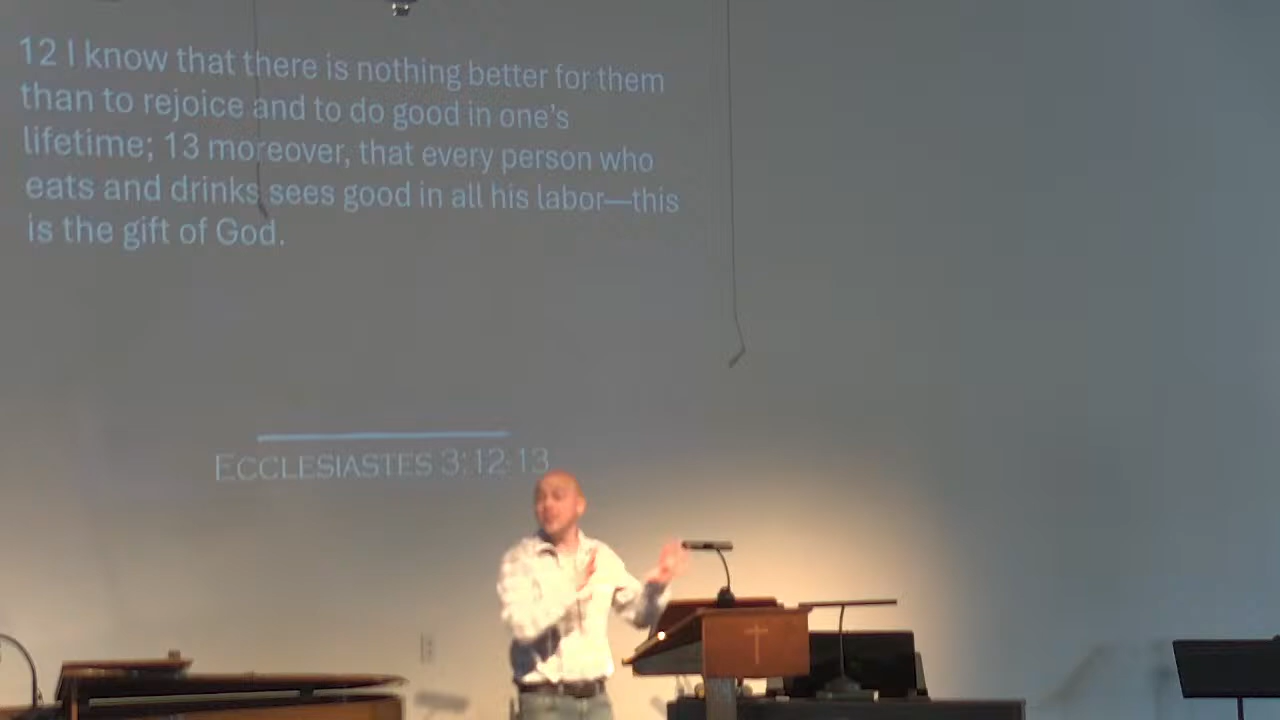 12 I know that there is nothing better for them
than to rejoice and to do good in one's
lifetime; 13 moreover, that every person who
eats and drinks sees good in all his labor—this
is the gift of God.
ECCLESIASTES 3:12-13